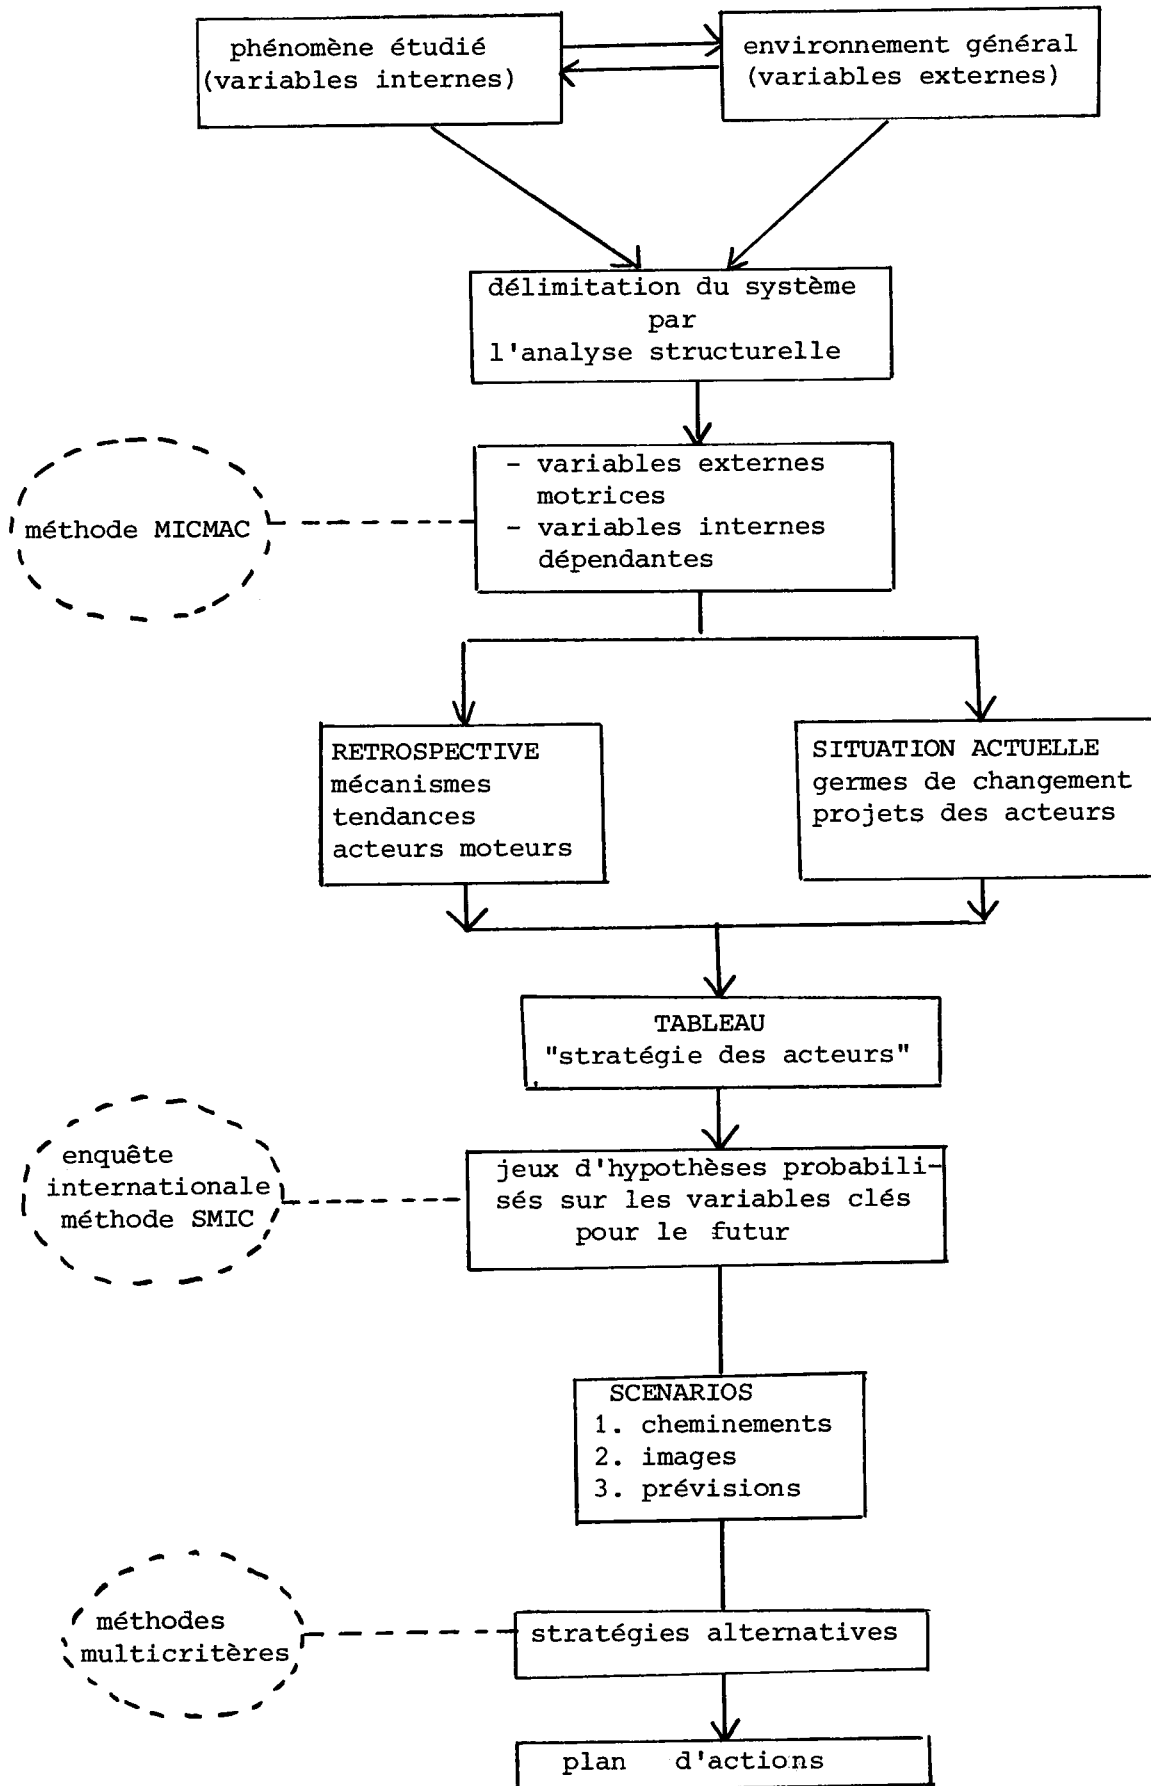 phénomène étudié
(variables internes)
environnement général
(variables externes)
délimitation du système
par
l'analyse structurelle
méthode MICMAC
- variables externes
motrices
- variables internes
dépendantes
RETROSPECTIVE
mécanismes
tendances
acteurs moteurs
SITUATION ACTUELLE
germes de changement
projets des acteurs
TABLEAU
"stratégie des acteurs"
enquête
internationale
méthode SMIC
jeux d'hypothèses probabili-
sés sur les variables clés
pour le futur
SCENARIOS
1. cheminements
2. images
3. prévisions
méthodes
multicritères
stratégies alternatives
plan d'actions